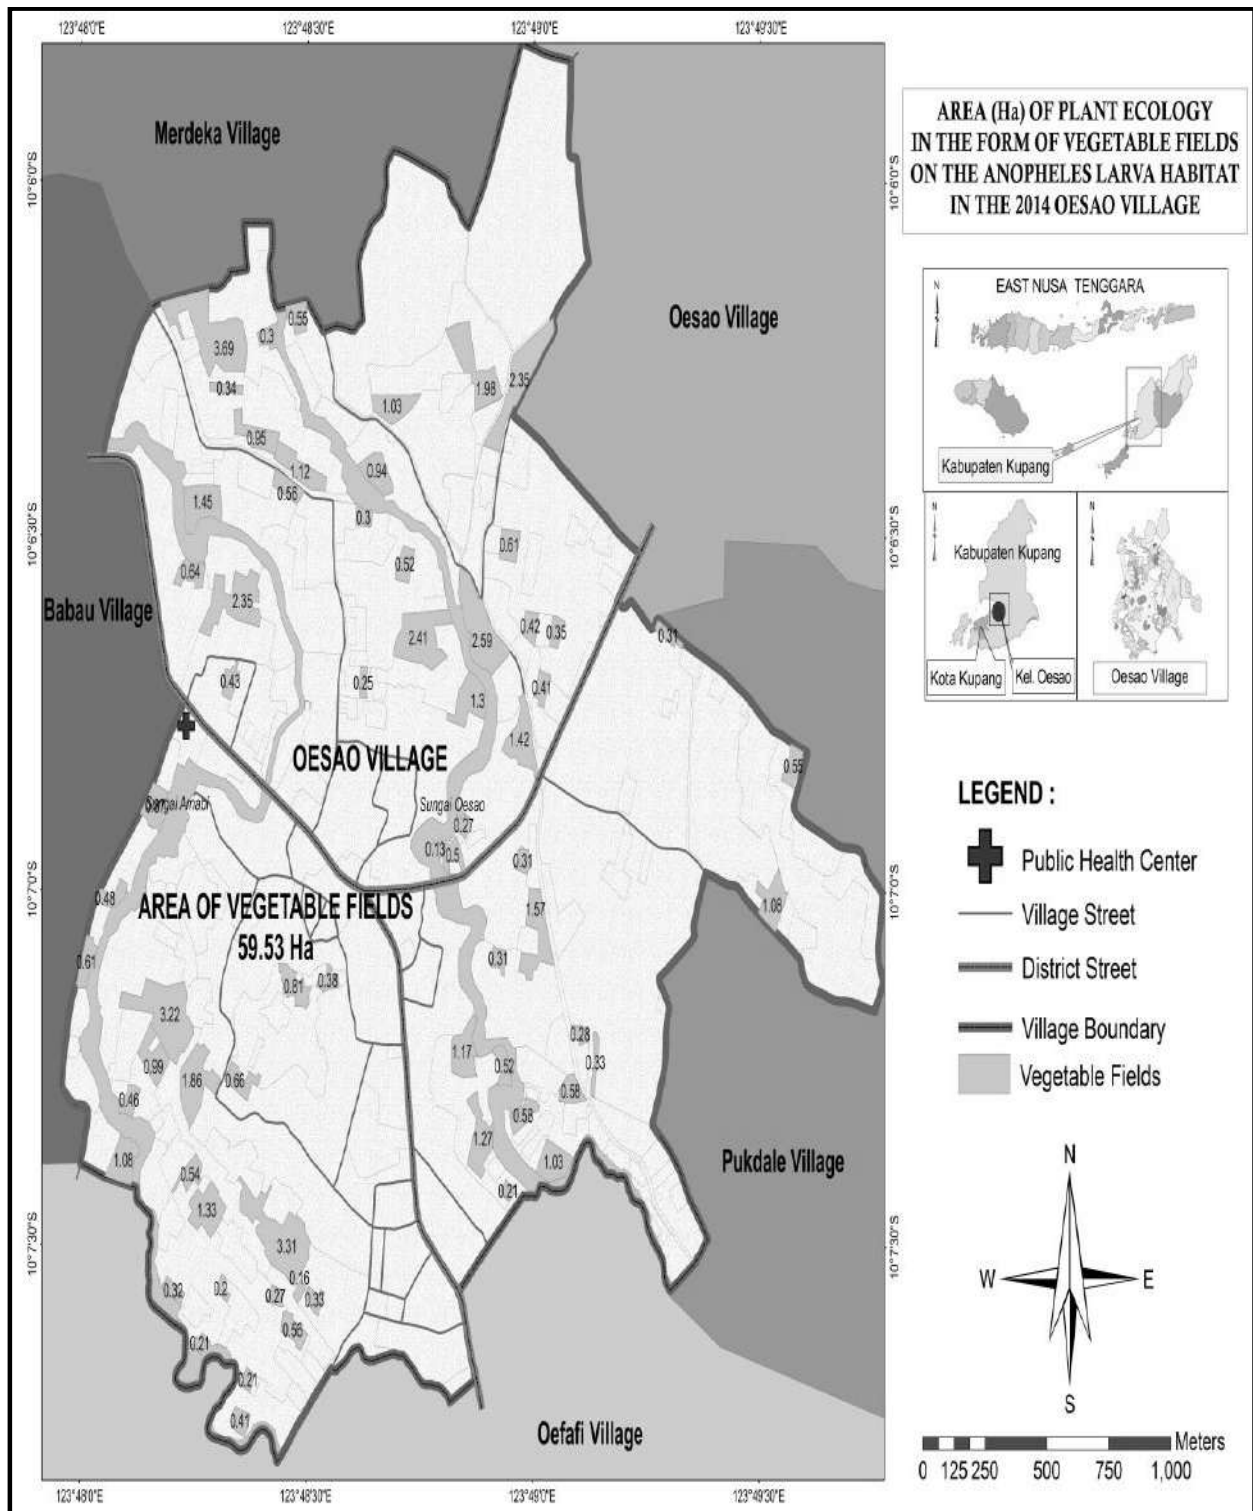 123°48'0"E 123°48'30"E 123°49'0"E 123°49'30"E
AREA (Ha) OF PLANT ECOLOGY
IN THE FORM OF VEGETABLE FIELDS
ON THE ANOPHELES LARVA HABITAT
IN THE 2014 OESAO VILLAGE
Merdeka Village
10°6'0"S
10°6'0"S
Oesao Village
EAST NUSA TENGGARA
N
Kabupaten Kupang
N
N
Kabupaten Kupang
Kota Kupang
Kel. Oesao
Oesao Village
0.55
0.3
3.69
0.34
1.03
1.98
2.35
0.95
1.12
0.56
0.94
1.45
0.3
10°6'30"S
10°6'30"S
0.61
0.52
0.64
2.35
Babau Village
2.41
2.59
0.42
0.35
0.31
0.43
0.25
1.3
0.41
1.42
OESAO VILLAGE
0.55
Sungai Amabi
Sungai Oesao
0.27
0.13
0.5
0.31
10°7'0"S
10°7'0"S
0.48
AREA OF VEGETABLE FIELDS
59.53 Ha
1.57
1.08
0.61
0.31
0.81
0.38
3.22
0.28
0.33
1.17
0.52
0.99
1.86
0.66
0.58
0.46
0.58
1.27
1.08
1.03
0.54
0.21
Pukdale Village
1.33
3.31
10°7'30"S
10°7'30"S
0.16
0.32
0.2
0.27
0.33
0.56
0.21
0.21
0.41
Oefafi Village
LEGEND :
Public Health Center
Village Street
District Street
Village Boundary
Vegetable Fields
N
W E
S
Meters
0 125 250 500 750 1,000
123°48'0"E 123°48'30"E 123°49'0"E 123°49'30"E